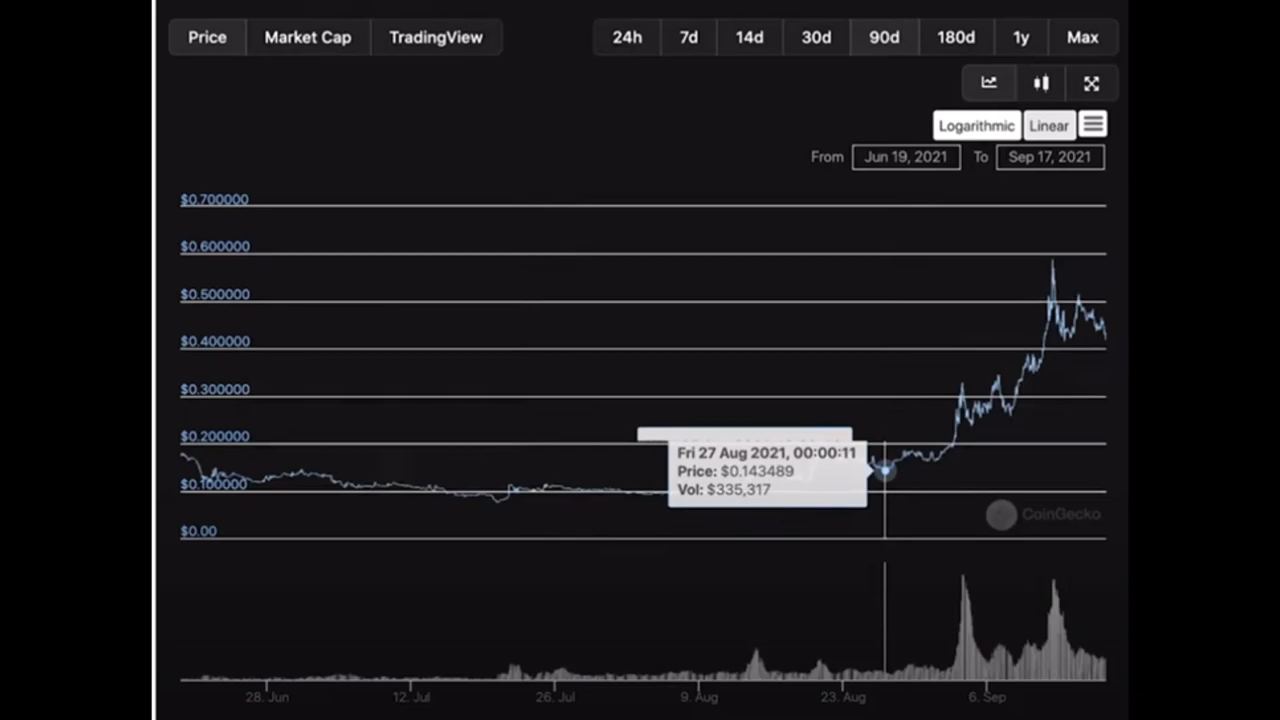 Price Market Cap TradingView 24h 7d 14d 30d 90d 180d 1y Max
Logarithmic Linear
From Jun 19, 2021 To Sep 17, 2021
$0.700000
$0.600000
$0.500000
$0.400000
$0.300000
$0.200000
Fri 27 Aug 2021, 00:00:11
Price: $0.143489
$0.100000
Vol: $335,317
CoinGecko
$0.00
28. Jun 12. Jul 26. Jul 9. Aug 23. Aug 6. Sep